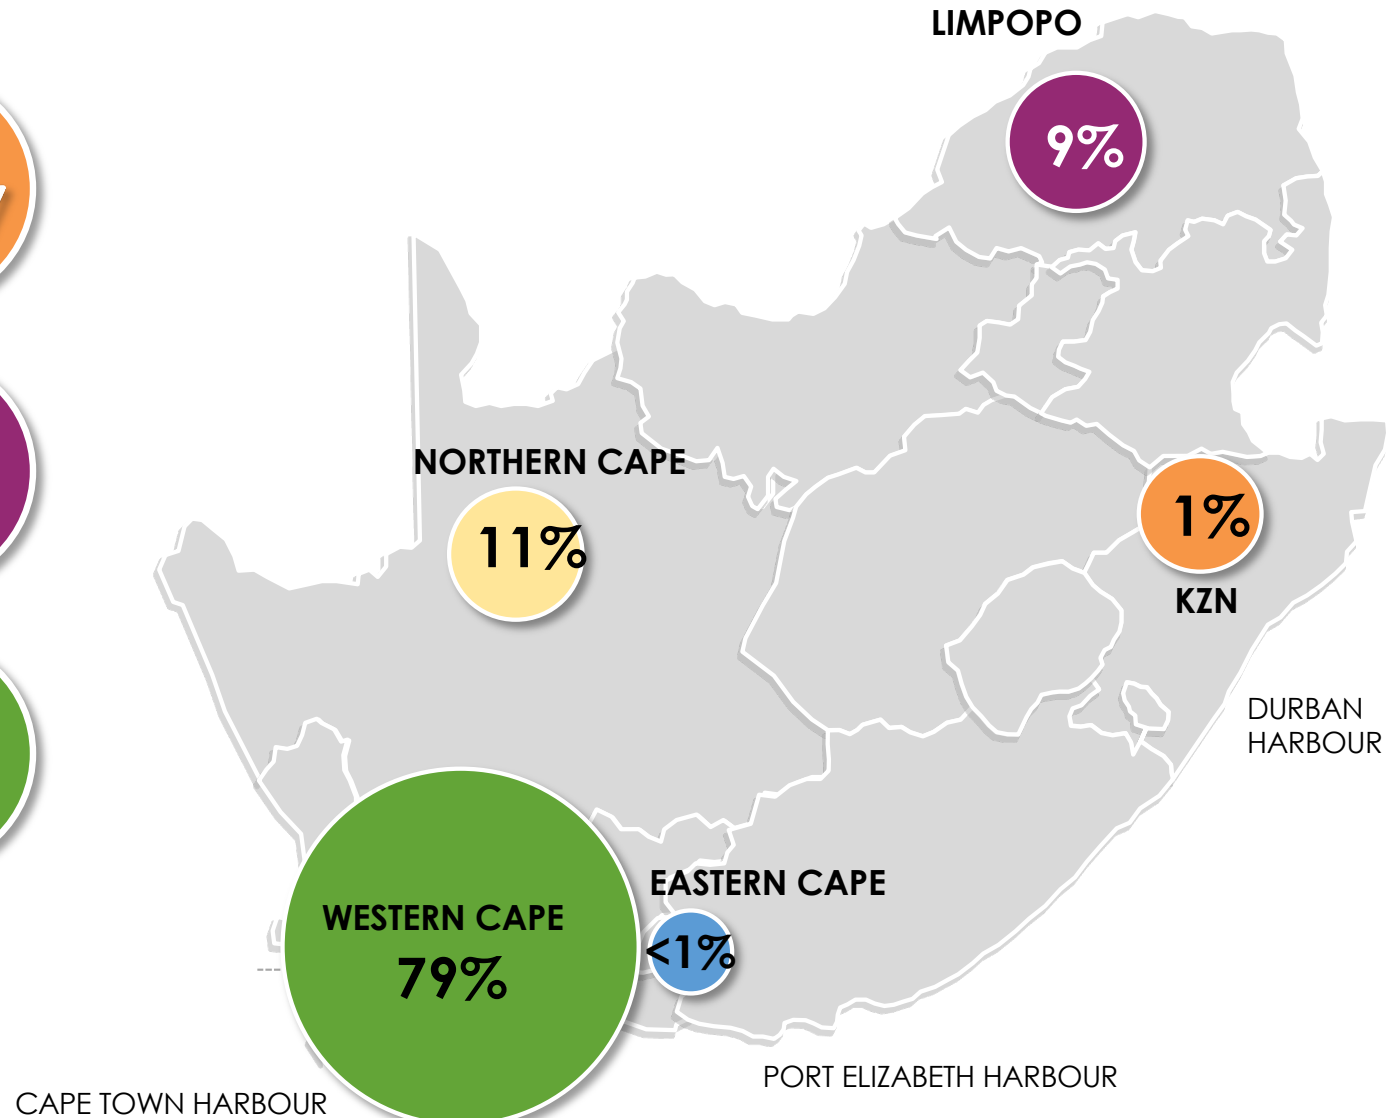 LIMPOPO
9%
NORTHERN CAPE
11%
1%
KZN
DURBAN
HARBOUR
EASTERN CAPE
<1%
WESTERN CAPE
79%
PORT ELIZABETH HARBOUR
CAPE TOWN HARBOUR